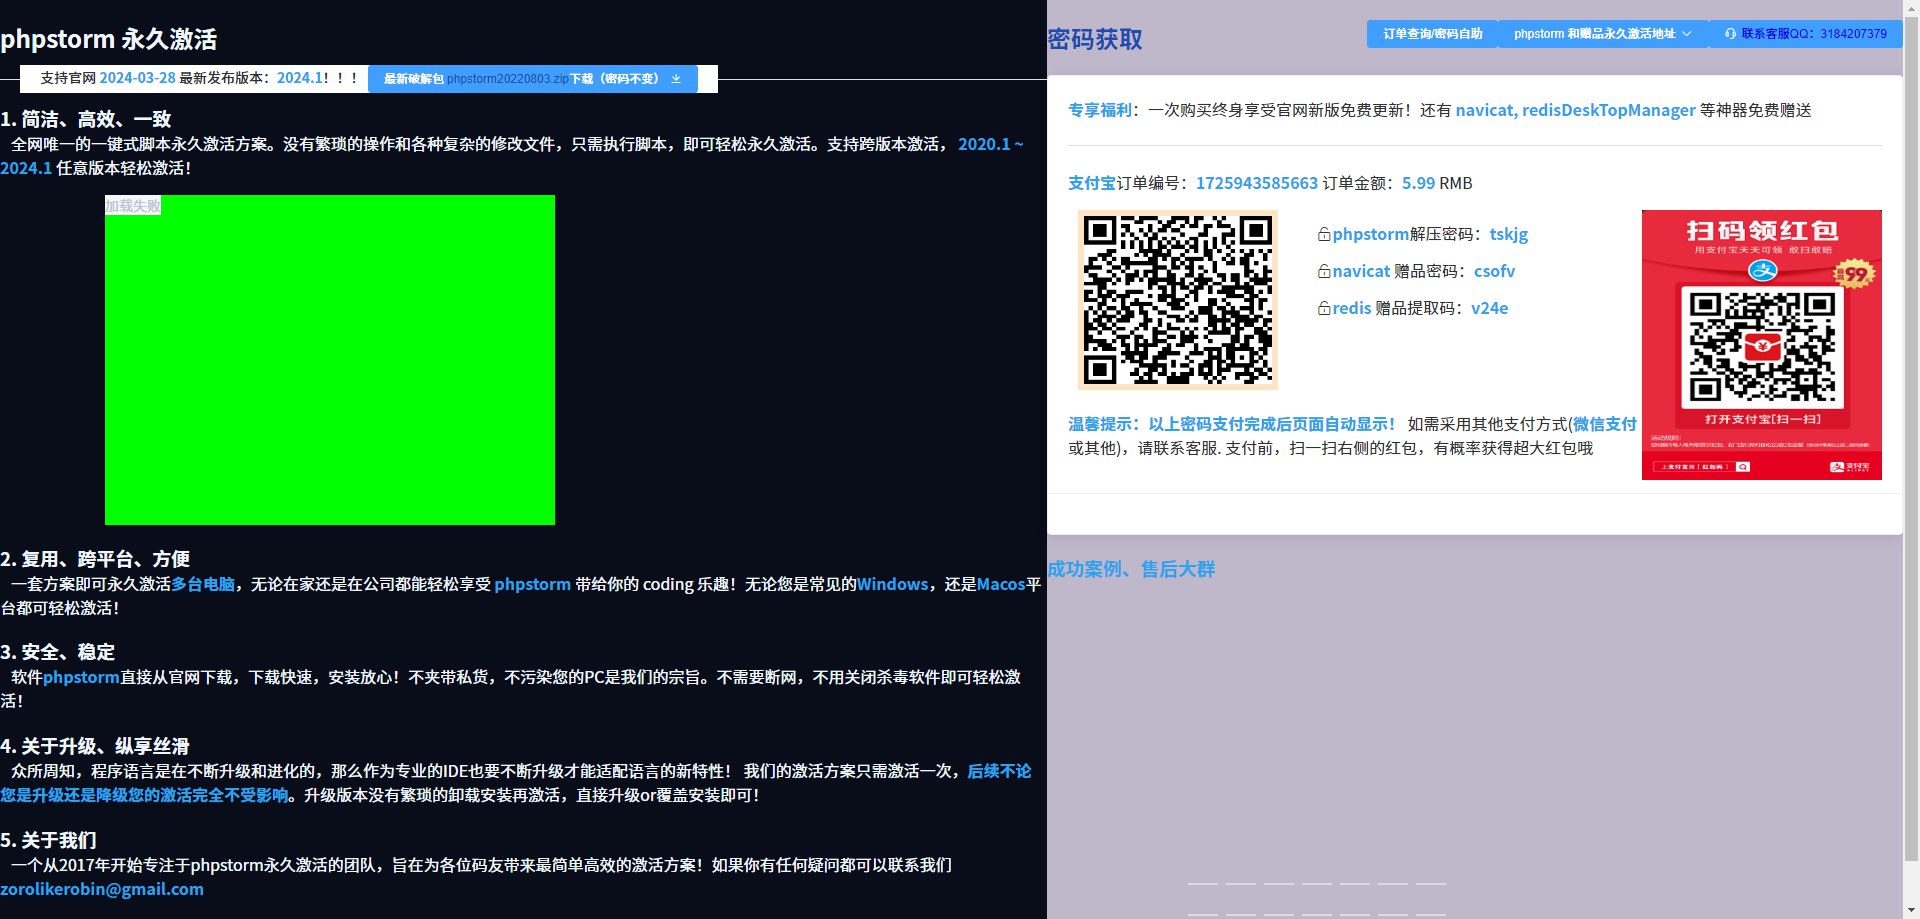 phpstorm 永久激活
支持官网 2024-03-28 最新发布版本：2024.1！！！
最新破解包 phpstorm20220803.zip下载（密码不变）
1. 简洁、高效、一致
全网唯一的一键式脚本永久激活方案。没有繁琐的操作和各种复杂的修改文件，只需执行脚本，即可轻松永久激活。支持跨版本激活， 2020.1 ~
2024.1 任意版本轻松激活！
加载失败
2. 复用、跨平台、方便
一套方案即可永久激活多台电脑，无论在家还是在公司都能轻松享受 phpstorm 带给你的 coding 乐趣！无论您是常见的Windows，还是Macos平
台都可轻松激活！
3. 安全、稳定
软件phpstorm直接从官网下载，下载快速，安装放心！不夹带私货，不污染您的PC是我们的宗旨。不需要断网，不用关闭杀毒软件即可轻松激
活！
4. 关于升级、纵享丝滑
众所周知，程序语言是在不断升级和进化的，那么作为专业的IDE也要不断升级才能适配语言的新特性！ 我们的激活方案只需激活一次，后续不论
您是升级还是降级您的激活完全不受影响。升级版本没有繁琐的卸载安装再激活，直接升级or覆盖安装即可！
5. 关于我们
一个从2017年开始专注于phpstorm永久激活的团队，旨在为各位码友带来最简单高效的激活方案！如果你有任何疑问都可以联系我们
zorolikerobin@gmail.com
密码获取
订单查询/密码自助
phpstorm 和赠品永久激活地址
联系客服QQ：3184207379
专享福利：一次购买终身享受官网新版免费更新！还有 navicat, redisDeskTopManager 等神器免费赠送
支付宝订单编号：1725943585663 订单金额：5.99 RMB
phpstorm解压密码：tskjg
navicat 赠品密码：csofv
redis 赠品提取码：v24e
扫码领红包
用支付宝天天可领 敢扫敢赔
99
打开支付宝[扫一扫]
支付宝
温馨提示：以上密码支付完成后页面自动显示！ 如需采用其他支付方式(微信支付
或其他)，请联系客服. 支付前，扫一扫右侧的红包，有概率获得超大红包哦
成功案例、售后大群